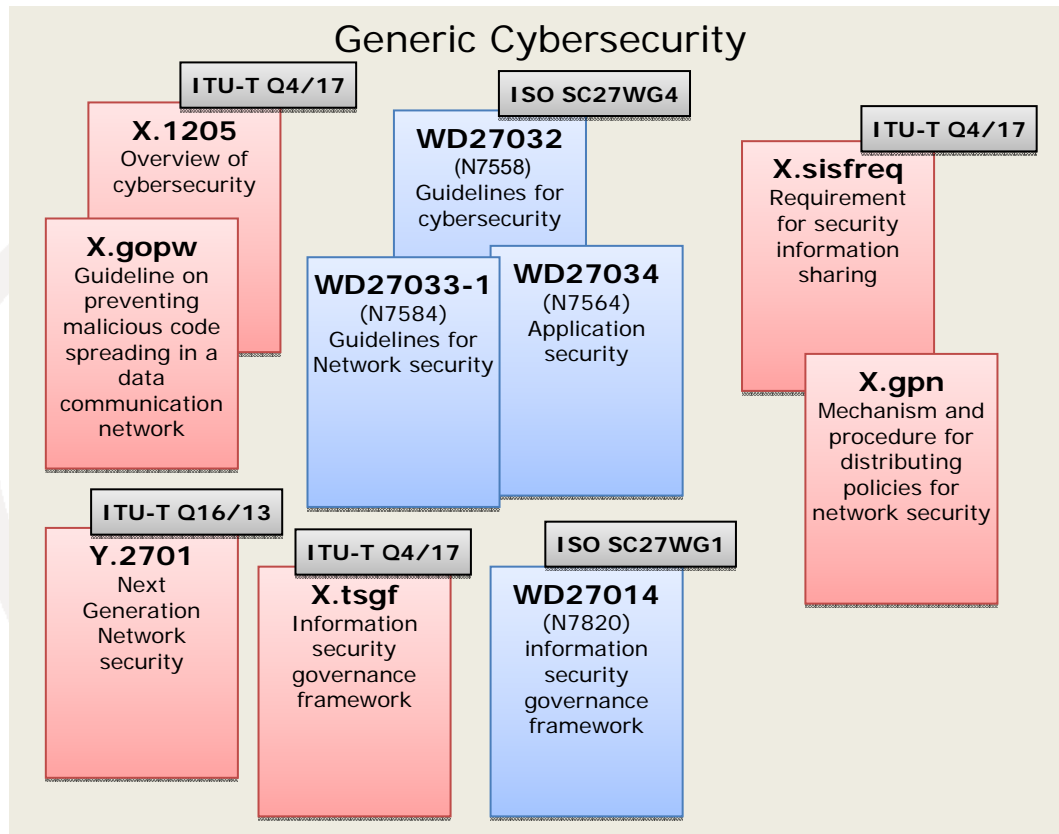 Generic Cybersecurity
ITU-T Q4/17
X.1205
Overview of
cybersecurity
X.gopw
Guideline on
preventing
malicious code
spreading in a
data
communication
network
ISO SC27WG4
WD27032
(N7558)
Guidelines for
cybersecurity
WD27033-1
(N7584)
Guidelines for
Network security
WD27034
(N7564)
Application
security
ITU-T Q4/17
X.sisfreq
Requirement
for security
information
sharing
X.gpn
Mechanism and
procedure for
distributing
policies for
network security
ITU-T Q16/13
Y.2701
Next
Generation
Network
security
ITU-T Q4/17
X.tsgf
Information
security
governance
framework
ISO SC27WG1
WD27014
(N7820)
information
security
governance
framework